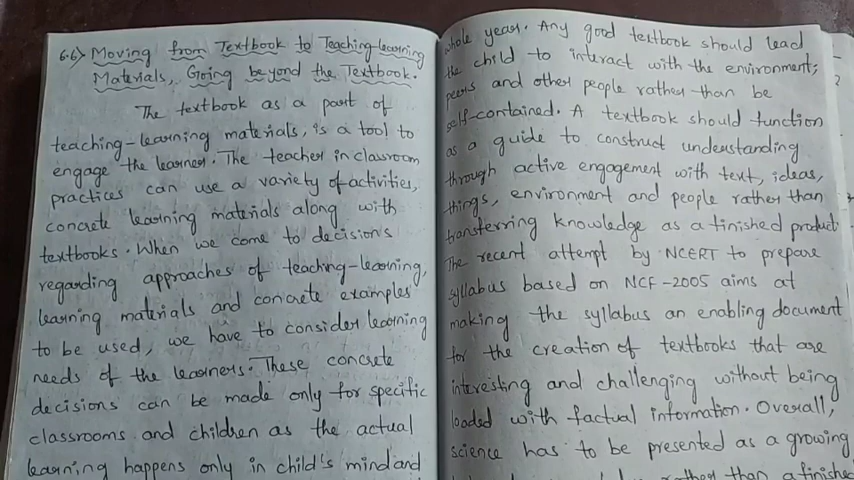 6.6) Moving from Textbook to Teaching-learning
Materials, Going beyond the Textbook.
The textbook as a part of
teaching-learning materials, is a tool to
engage the learner. The teacher in classroom
practices can use a variety of activities,
concrete learning materials along with
textbooks. When we come to decisions
regarding approaches of teaching-learning,
learning materials and concrete examples
to be used, we have to consider learning
needs of the learners. These concrete
decisions can be made only for specific
classrooms and children as the actual
learning happens only in child's mind and
whole year. Any good textbook should lead
the child to interact with the environment;
peers and other people rather than be
self-contained. A textbook should function
as a guide to construct understanding
through active engagement with text, ideas,
things, environment and people rather than
transferring knowledge as a finished product.
The recent attempt by NCERT to prepare
syllabus based on NCF-2005 aims at
making the syllabus an enabling document
for the creation of textbooks that are
interesting and challenging without being
loaded with factual information. Overall,
science has to be presented as a growing
rather than a finished